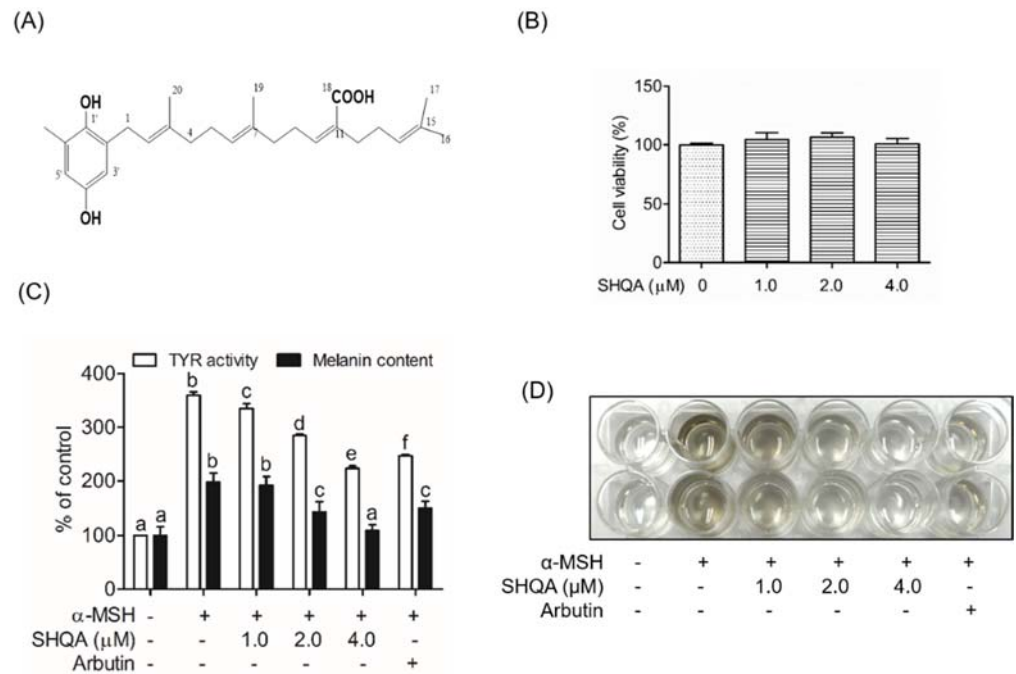 (A)
20
19
18
COOH
17
OH
1'
1
4
7
11
15
16
5'
3'
OH
(B)
150
100
50
0
Cell viability (%)
SHQA (μM) 0 1.0 2.0 4.0
(C)
TYR activity Melanin content
400
300
200
100
0
% of control
a a b b c b d c e a f c
α-MSH - + + + + +
SHQA (μM) - - 1.0 2.0 4.0 -
Arbutin - - - - - +
(D)
α-MSH - + + + + +
SHQA (μM) - - 1.0 2.0 4.0 -
Arbutin - - - - - +